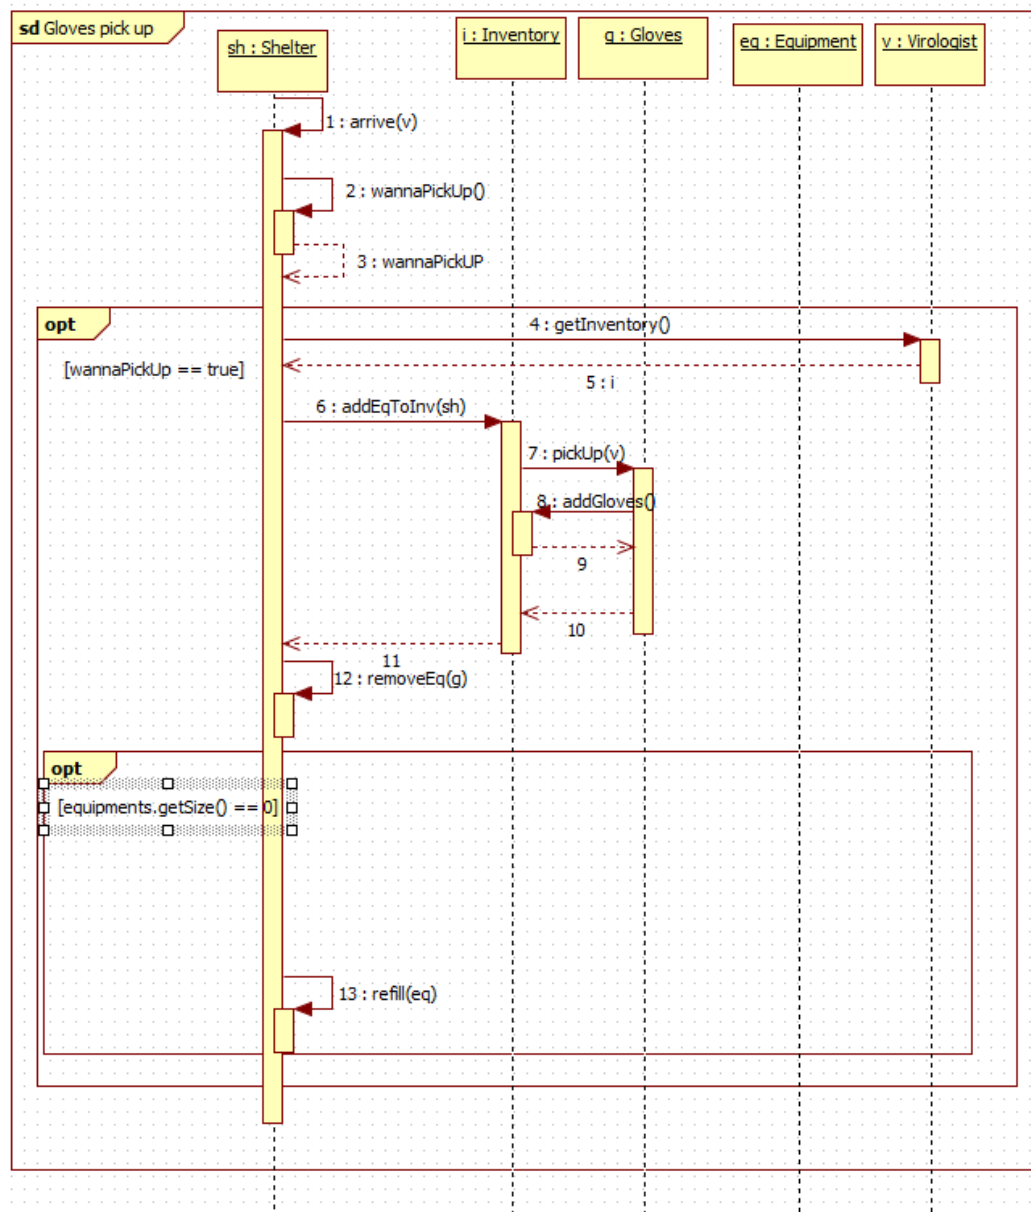 sd Gloves pick up
sh : Shelter
i : Inventory
g : Gloves
eq : Equipment
v : Virologist
1 : arrive(v)
2 : wannaPickUp()
3 : wannaPickUP
opt
[wannaPickUp == true]
4 : getInventory()
5 : i
6 : addEqToInv(sh)
7 : pickUp(v)
8 : addGloves()
9
10
11
12 : removeEq(g)
opt
[equipments.getSize() == 0]
13 : refill(eq)